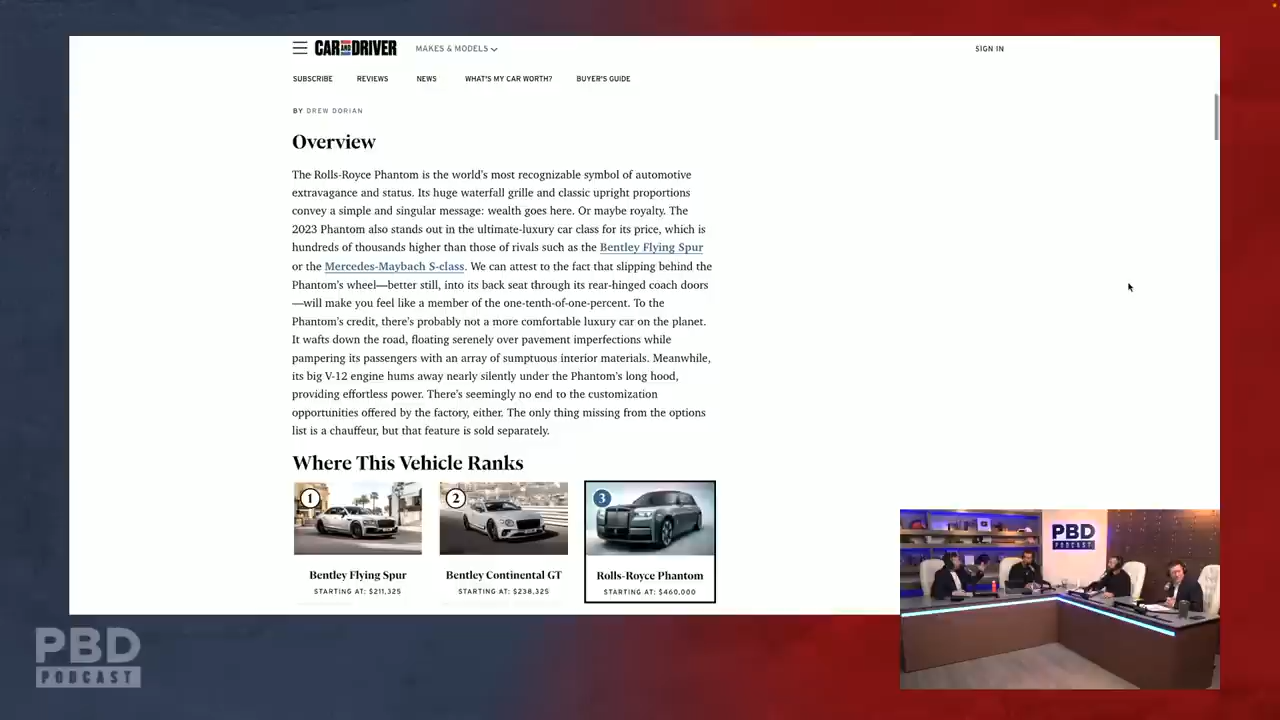 CAR AND DRIVER
MAKES & MODELS
SIGN IN
SUBSCRIBE REVIEWS NEWS WHAT'S MY CAR WORTH? BUYER'S GUIDE
BY DREW DORIAN
Overview
The Rolls-Royce Phantom is the world's most recognizable symbol of automotive
extravagance and status. Its huge waterfall grille and classic upright proportions
convey a simple and singular message: wealth goes here. Or maybe royalty. The
2023 Phantom also stands out in the ultimate-luxury car class for its price, which is
hundreds of thousands higher than those of rivals such as the Bentley Flying Spur
or the Mercedes-Maybach S-class. We can attest to the fact that slipping behind the
Phantom's wheel—better still, into its back seat through its rear-hinged coach doors
—will make you feel like a member of the one-tenth-of-one-percent. To the
Phantom's credit, there's probably not a more comfortable luxury car on the planet.
It wafts down the road, floating serenely over pavement imperfections while
pampering its passengers with an array of sumptuous interior materials. Meanwhile,
its big V-12 engine hums away nearly silently under the Phantom's long hood,
providing effortless power. There's seemingly no end to the customization
opportunities offered by the factory, either. The only thing missing from the options
list is a chauffeur, but that feature is sold separately.
Where This Vehicle Ranks
1 2 3
Bentley Flying Spur Bentley Continental GT Rolls-Royce Phantom
STARTING AT: $211,325 STARTING AT: $238,325 STARTING AT: $460,000
PBD
PODCAST
PBD
PODCAST